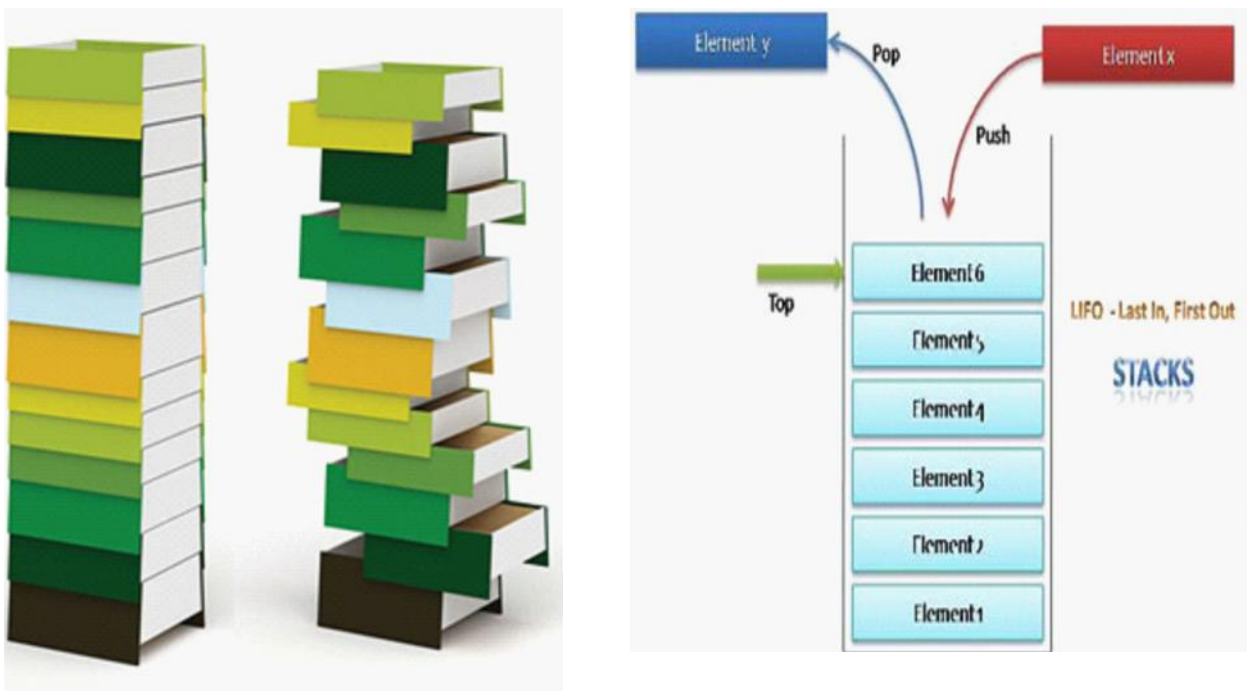 Element y
Pop
Element x
Push
Top
Element 6
Element 5
Element 4
Element 3
Element 2
Element 1
LIFO - Last In, First Out
STACKS